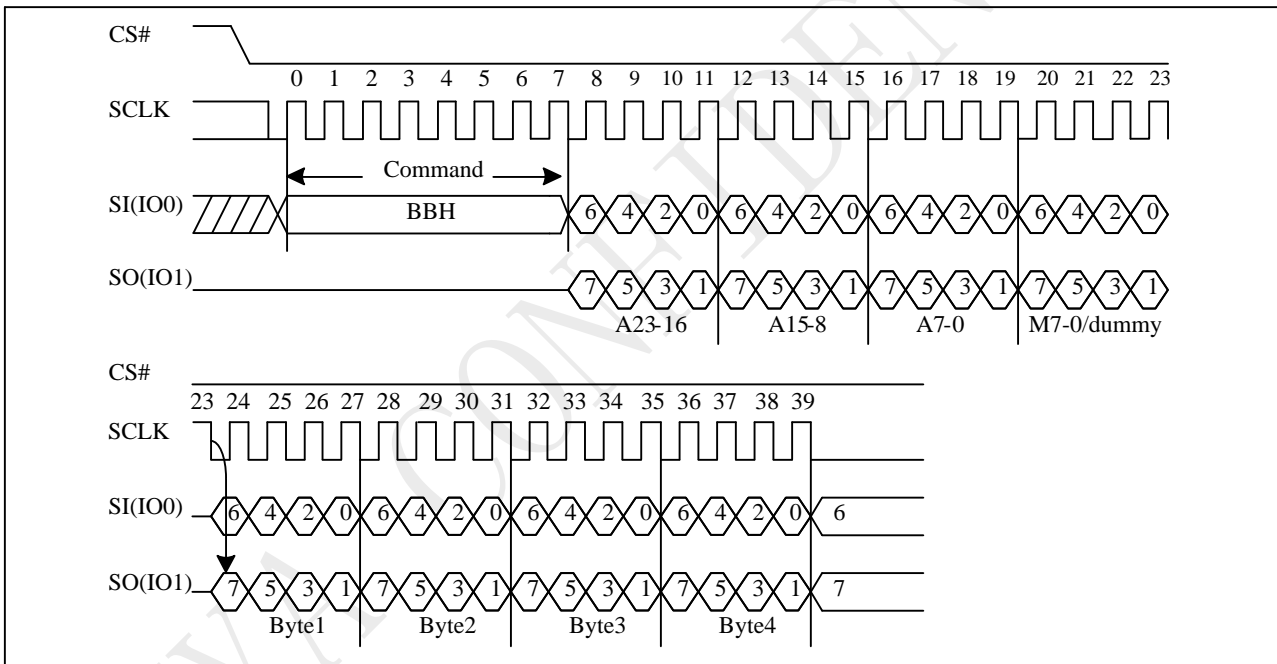 CS#
0 1 2 3 4 5 6 7 8 9 10 11 12 13 14 15 16 17 18 19 20 21 22 23
SCLK
Command
SI(IO0) BBH 6 4 2 0 6 4 2 0 6 4 2 0 6 4 2 0
SO(IO1) 7 5 3 1 7 5 3 1 7 5 3 1 7 5 3 1
A23-16 A15-8 A7-0 M7-0/dummy
CS#
23 24 25 26 27 28 29 30 31 32 33 34 35 36 37 38 39
SCLK
SI(IO0) 6 4 2 0 6 4 2 0 6 4 2 0 6 4 2 0 6
SO(IO1) 7 5 3 1 7 5 3 1 7 5 3 1 7 5 3 1 7
Byte1 Byte2 Byte3 Byte4